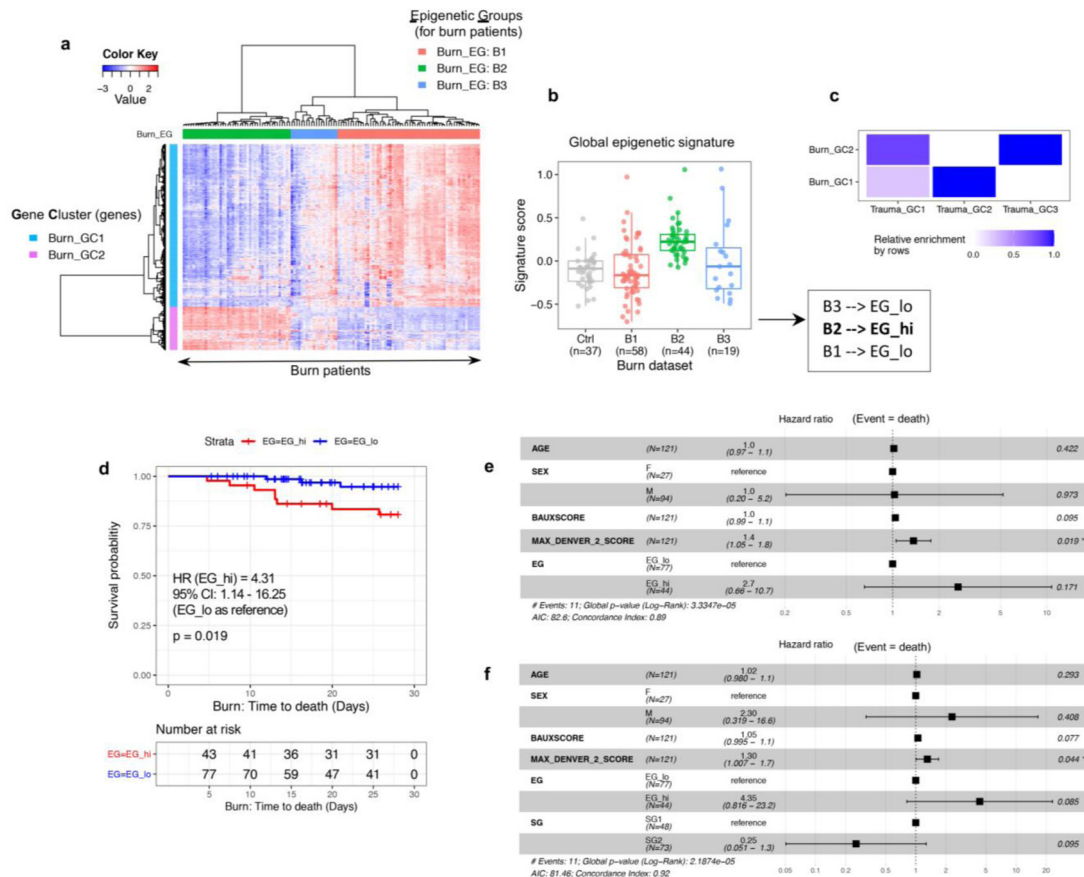 a
Color Key
−3 −1 0 1 2
Value
Epigenetic Groups
(for burn patients)
Burn_EG: B1
Burn_EG: B2
Burn_EG: B3
Burn_EG
Gene Cluster (genes)
Burn_GC1
Burn_GC2
Burn patients
b
Global epigenetic signature
Signature score
1.0
0.5
0.0
−0.5
Ctrl B1 B2 B3
(n=37) (n=58) (n=44) (n=19)
Burn dataset
c
Burn_GC2
Burn_GC1
Trauma_GC1 Trauma_GC2 Trauma_GC3
Relative enrichment
by rows
0.0 0.5 1.0
B3 --> EG_lo
B2 --> EG_hi
B1 --> EG_lo
d
Strata EG=EG_hi EG=EG_lo
Survival probablitiy
1.00
0.75
0.50
0.25
0.00
HR (EG_hi) = 4.31
95% CI: 1.14 - 16.25
(EG_lo as reference)
p = 0.019
0 10 20 30
Burn: Time to death (Days)
Number at risk
EG=EG_hi 43 41 36 31 31 0
EG=EG_lo 77 70 59 47 41 0
5 10 15 20 25 30
Burn: Time to death (Days)
e
Hazard ratio (Event = death)
AGE (N=121) 1.0 (0.97 − 1.1) 0.422
SEX F (N=27) reference
M (N=94) 1.0 (0.20 − 5.2) 0.973
BAUXSCORE (N=121) 1.0 (0.99 − 1.1) 0.095
MAX_DENVER_2_SCORE (N=121) 1.4 (1.05 − 1.8) 0.019 *
EG EG_lo (N=77) reference
EG_hi (N=44) 2.7 (0.66 − 10.7) 0.171
# Events: 11; Global p-value (Log-Rank): 3.3347e-05
AIC: 82.6; Concordance Index: 0.89
0.2 0.5 1 2 5 10
f
Hazard ratio (Event = death)
AGE (N=121) 1.02 (0.980 − 1.1) 0.293
SEX F (N=27) reference
M (N=94) 2.30 (0.319 − 16.6) 0.408
BAUXSCORE (N=121) 1.05 (0.995 − 1.1) 0.077
MAX_DENVER_2_SCORE (N=121) 1.30 (1.007 − 1.7) 0.044 *
EG EG_lo (N=77) reference
EG_hi (N=44) 4.35 (0.816 − 23.2) 0.085
SG SG1 (N=48) reference
SG2 (N=73) 0.25 (0.051 − 1.3) 0.095
# Events: 11; Global p-value (Log-Rank): 2.1874e-05
AIC: 81.46; Concordance Index: 0.92
0.05 0.1 0.5 1 2 5 10 20